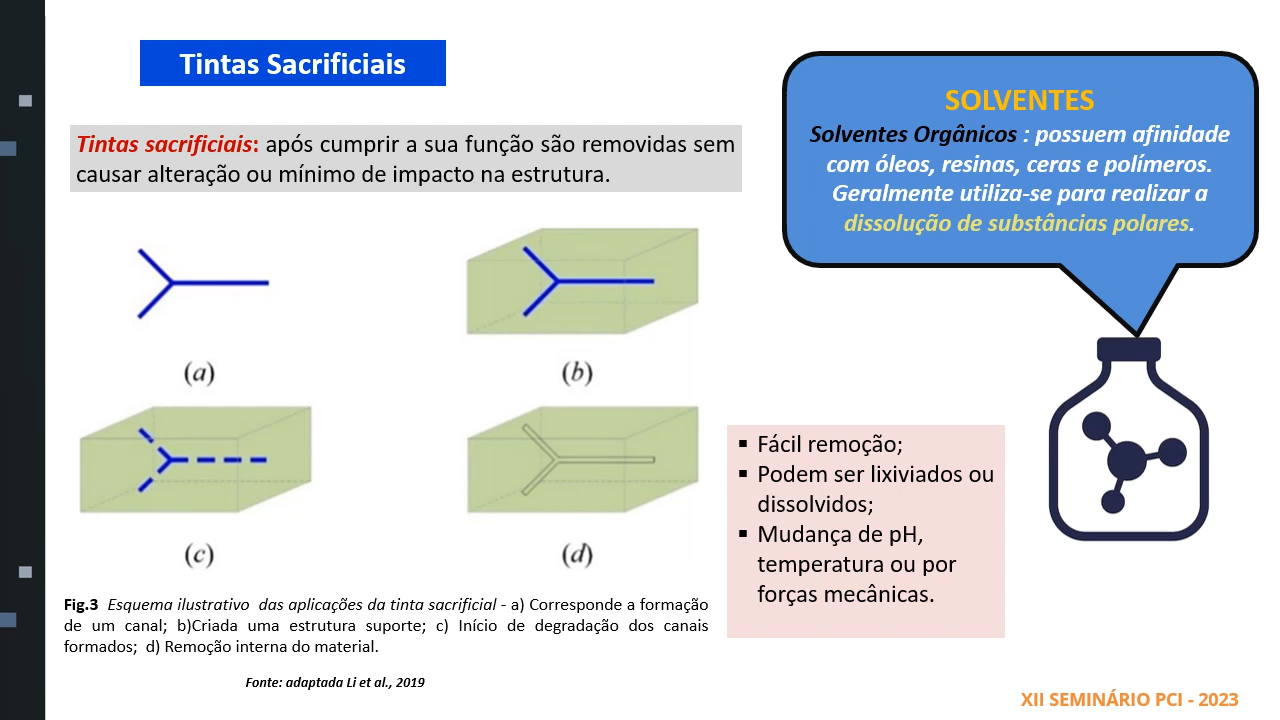 Tintas Sacrificiais
Tintas sacrificiais: após cumprir a sua função são removidas sem
causar alteração ou mínimo de impacto na estrutura.
SOLVENTES
Solventes Orgânicos : possuem afinidade
com óleos, resinas, ceras e polímeros.
Geralmente utiliza-se para realizar a
dissolução de substâncias polares.
(a)
(b)
(c)
(d)
▪ Fácil remoção;
▪ Podem ser lixiviados ou
dissolvidos;
▪ Mudança de pH,
temperatura ou por
forças mecânicas.
Fig.3 Esquema ilustrativo das aplicações da tinta sacrificial - a) Corresponde a formação
de um canal; b)Criada uma estrutura suporte; c) Início de degradação dos canais
formados; d) Remoção interna do material.
Fonte: adaptada Li et al., 2019
XII SEMINÁRIO PCI - 2023